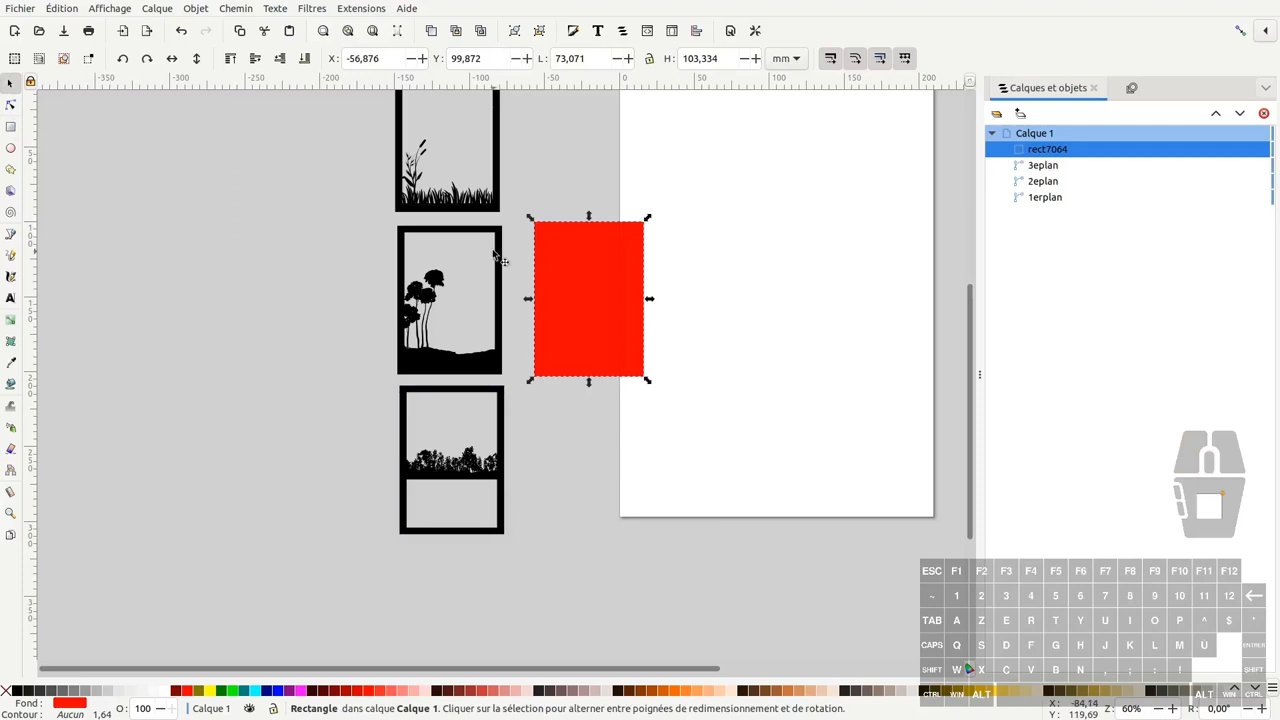 Fichier Édition Affichage Calque Objet Chemin Texte Filtres Extensions Aide
X: -56,876 Y: 99,872 L: 73,071 H: 103,334 mm
-350 -300 -250 -200 -150 -100 -50 0 50 100 150 200
Calques et objets
Calque 1
rect7064
3eplan
2eplan
1erplan
ESC F1 F2 F3 F4 F5 F6 F7 F8 F9 F10 F11 F12
~ 1 2 3 4 5 6 7 8 9 10 11
TAB A Z E R T Y U I O P ^ $ *
CAPS Q S D F G H J K L M Ù ENTRER
SHIFT W X C V B N , ; : ! SHIFT
CTRL WIN ALT ALT WIN CTRL
Fond :
Contour : Aucun 1,64
O: 100
Calque 1
Rectangle dans calque Calque 1. Cliquer sur la sélection pour alterner entre poignées de redimensionnement et de rotation.
X: -84,14
Y: 119,69
Z: 60%
R: 0,00°